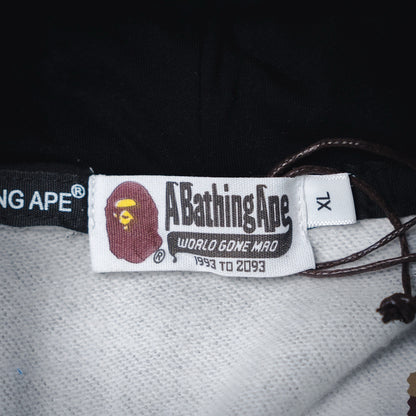 NG APE®
A Bathing Ape
®
WORLD GONE MAD
1993 TO 2093
XL